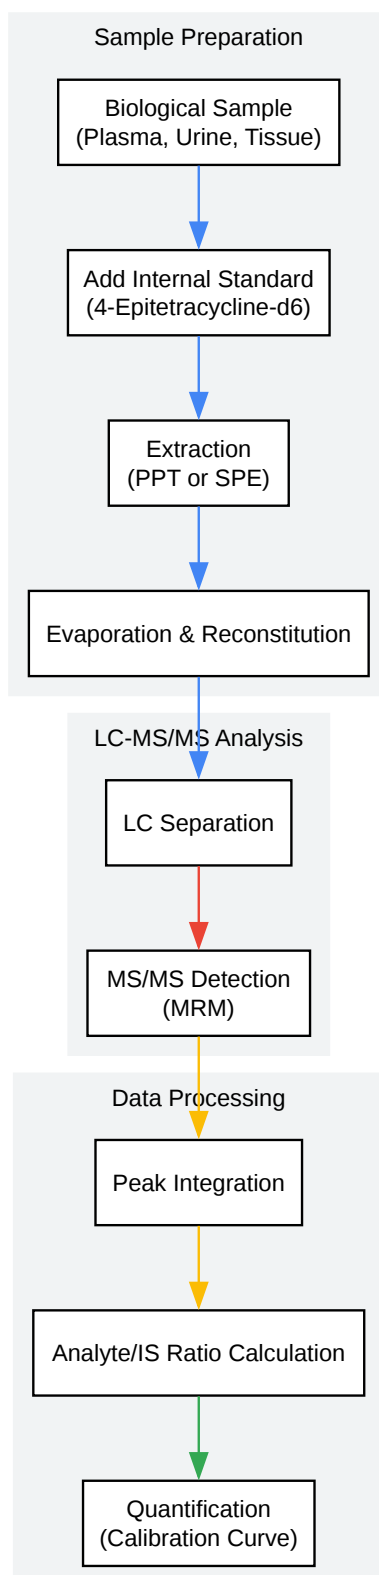 Sample Preparation
Biological Sample
(Plasma, Urine, Tissue)
Add Internal Standard
(4-Epitetracycline-d6)
Extraction
(PPT or SPE)
Evaporation & Reconstitution
LC-MS/MS Analysis
LC Separation
MS/MS Detection
(MRM)
Data Processing
Peak Integration
Analyte/IS Ratio Calculation
Quantification
(Calibration Curve)